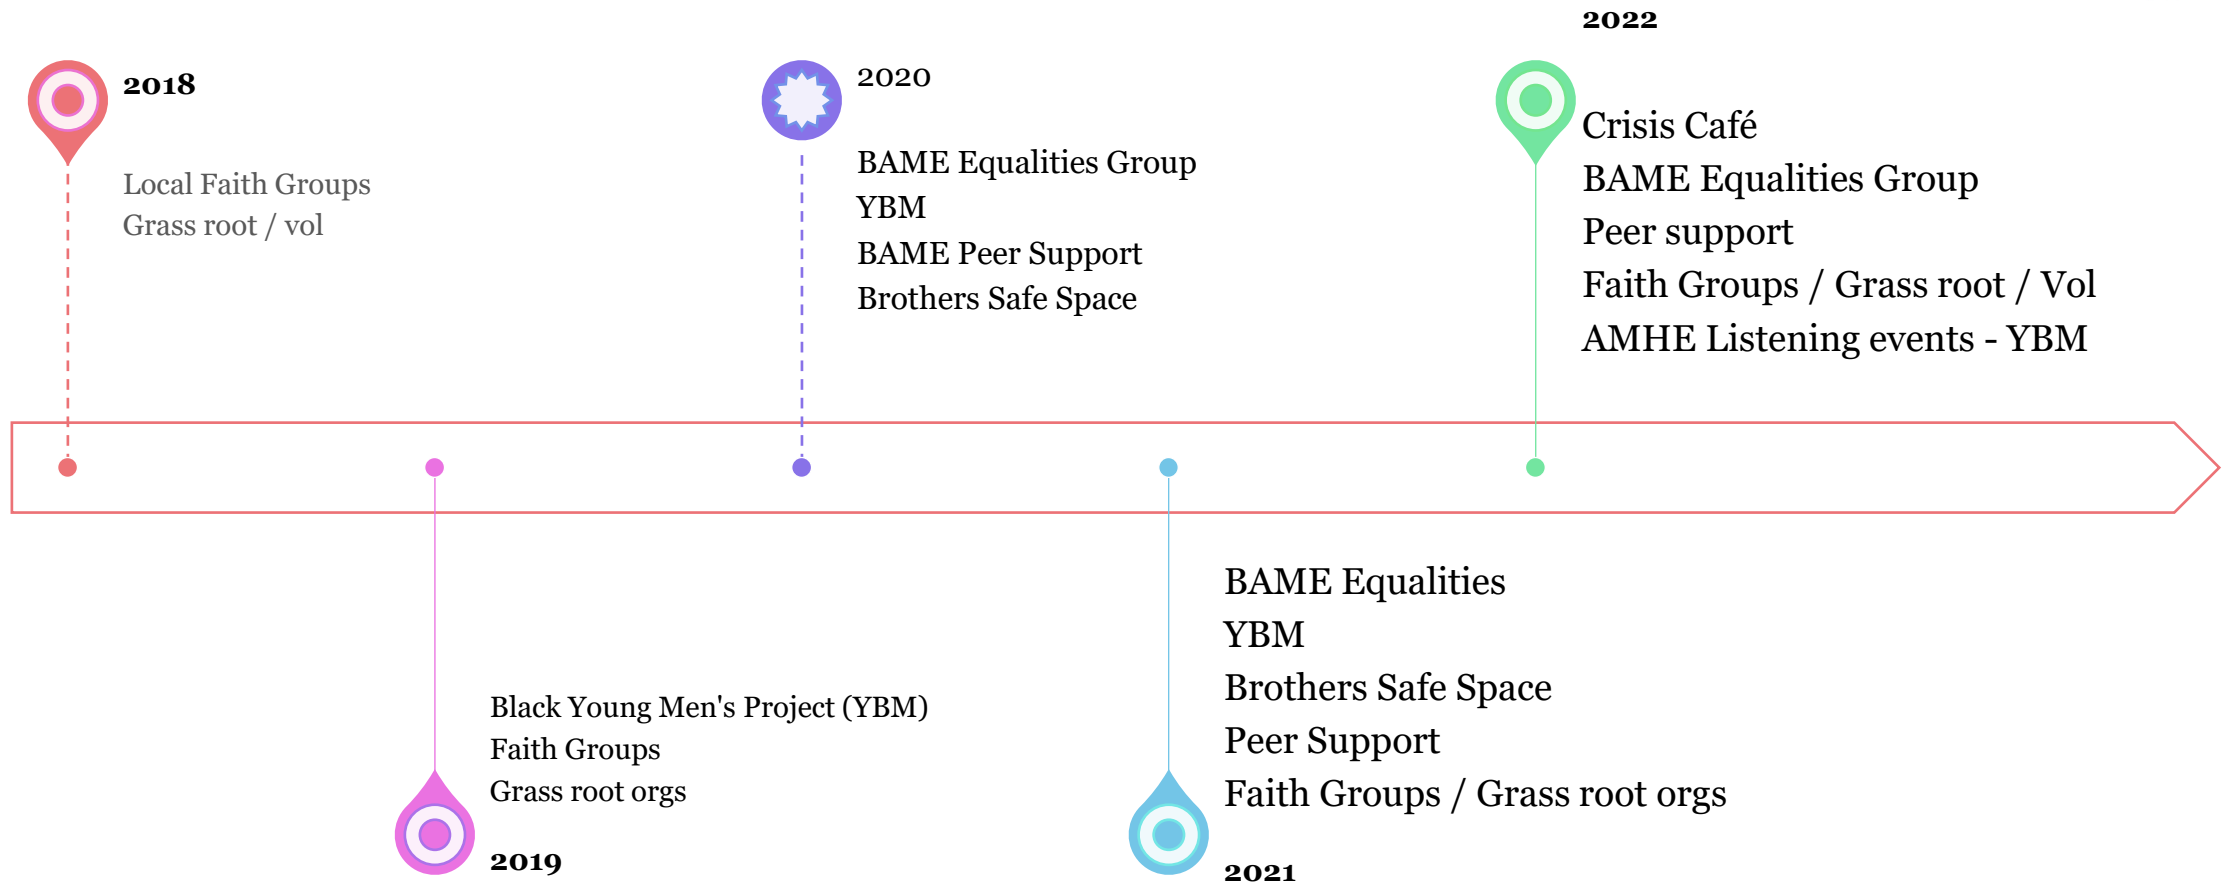 2018
Local Faith Groups
Grass root / vol
Black Young Men's Project (YBM)
Faith Groups
Grass root orgs
2019
2020
BAME Equalities Group
YBM
BAME Peer Support
Brothers Safe Space
BAME Equalities
YBM
Brothers Safe Space
Peer Support
Faith Groups / Grass root orgs
2021
2022
Crisis Café
BAME Equalities Group
Peer support
Faith Groups / Grass root / Vol
AMHE Listening events - YBM